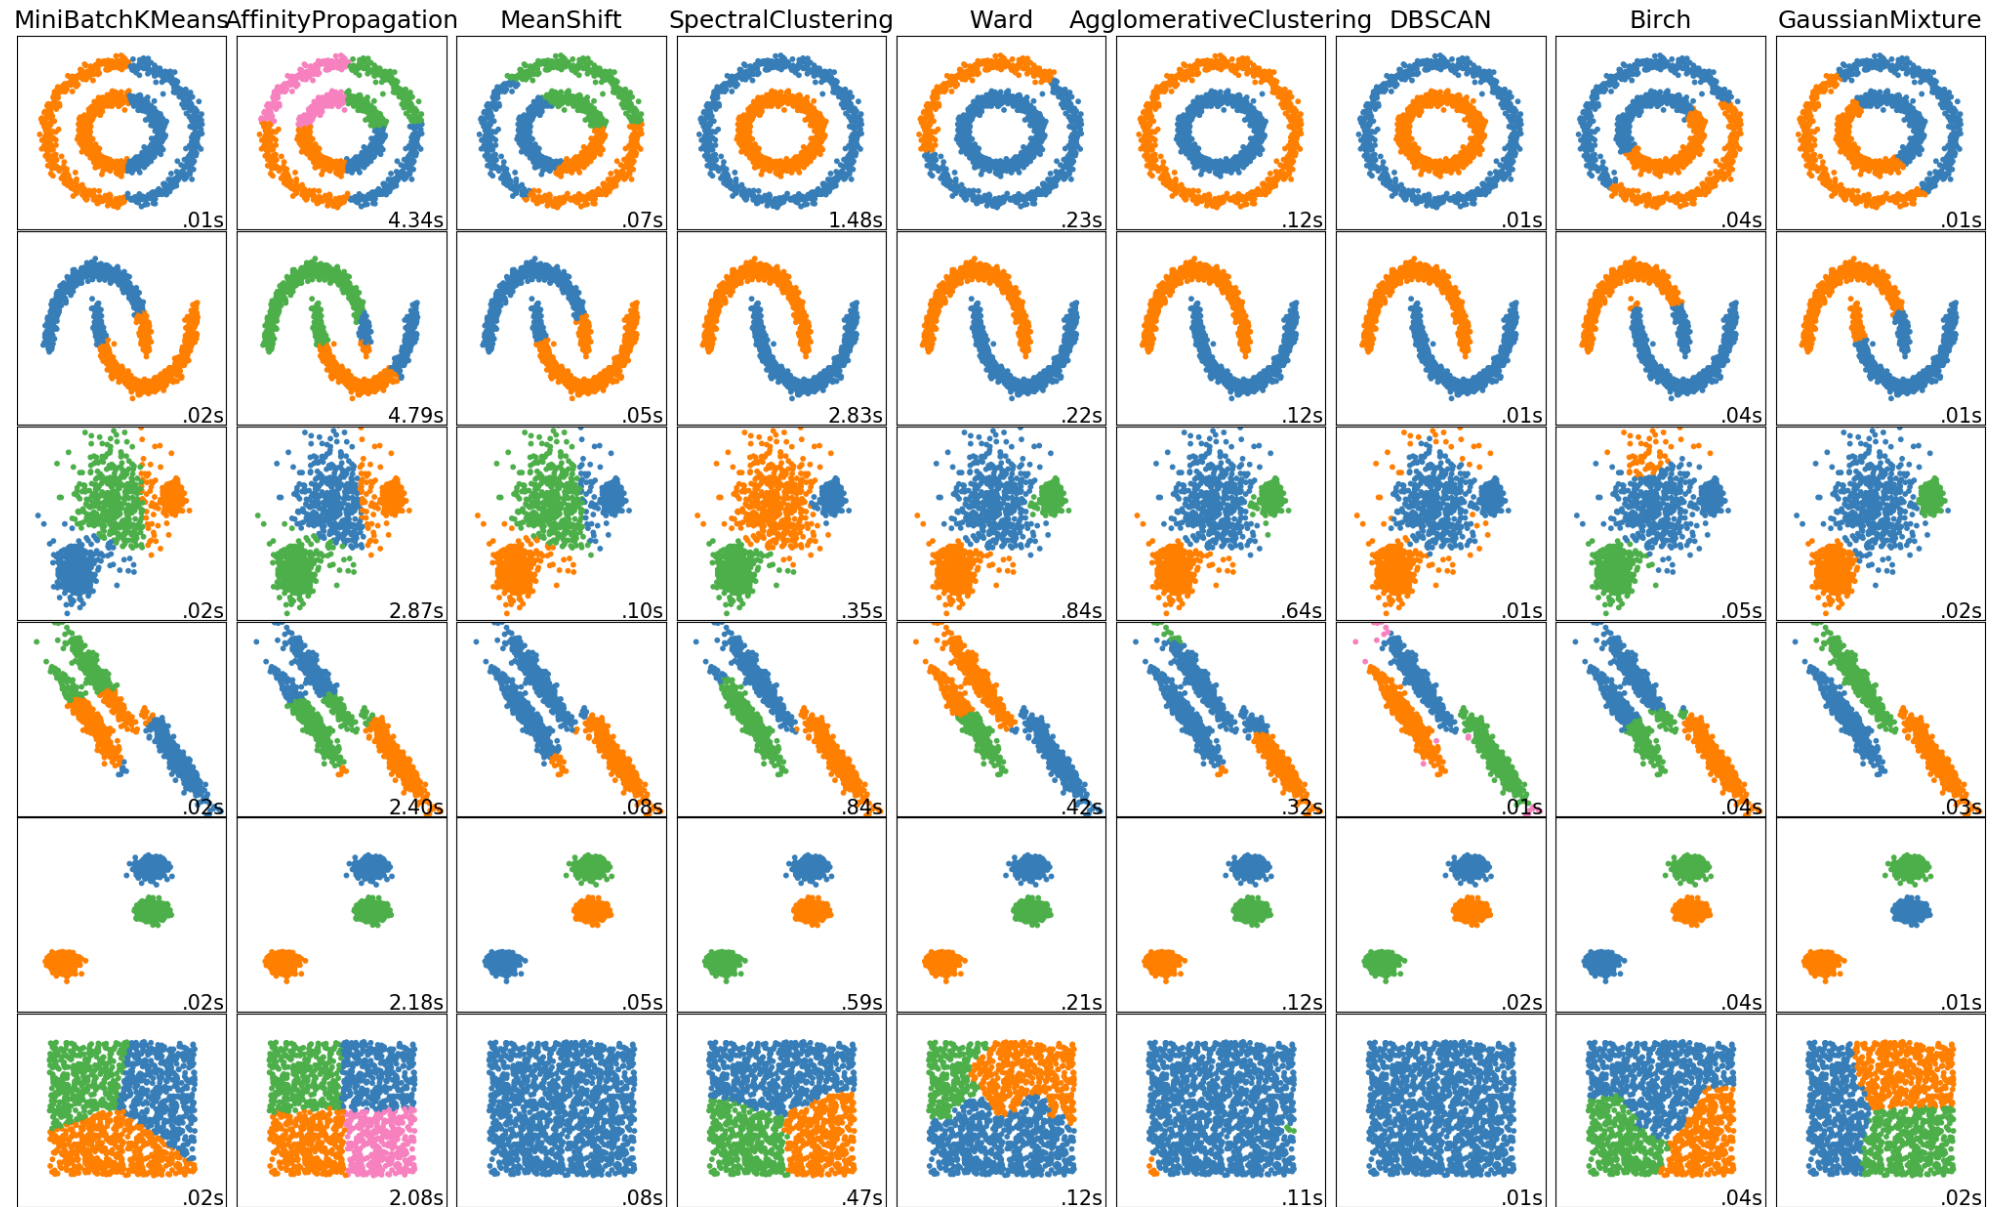 MiniBatchKMeans AffinityPropagation MeanShift SpectralClustering Ward AgglomerativeClustering DBSCAN Birch GaussianMixture
.01s 4.34s .07s 1.48s .23s .12s .01s .04s .01s
.02s 4.79s .05s 2.83s .22s .12s .01s .04s .01s
.02s 2.87s .10s .35s .84s .64s .01s .05s .02s
.02s 2.40s .08s .84s .42s .32s .01s .04s .03s
.02s 2.18s .05s .59s .21s .12s .02s .04s .01s
.02s 2.08s .08s .47s .12s .11s .01s .04s .02s